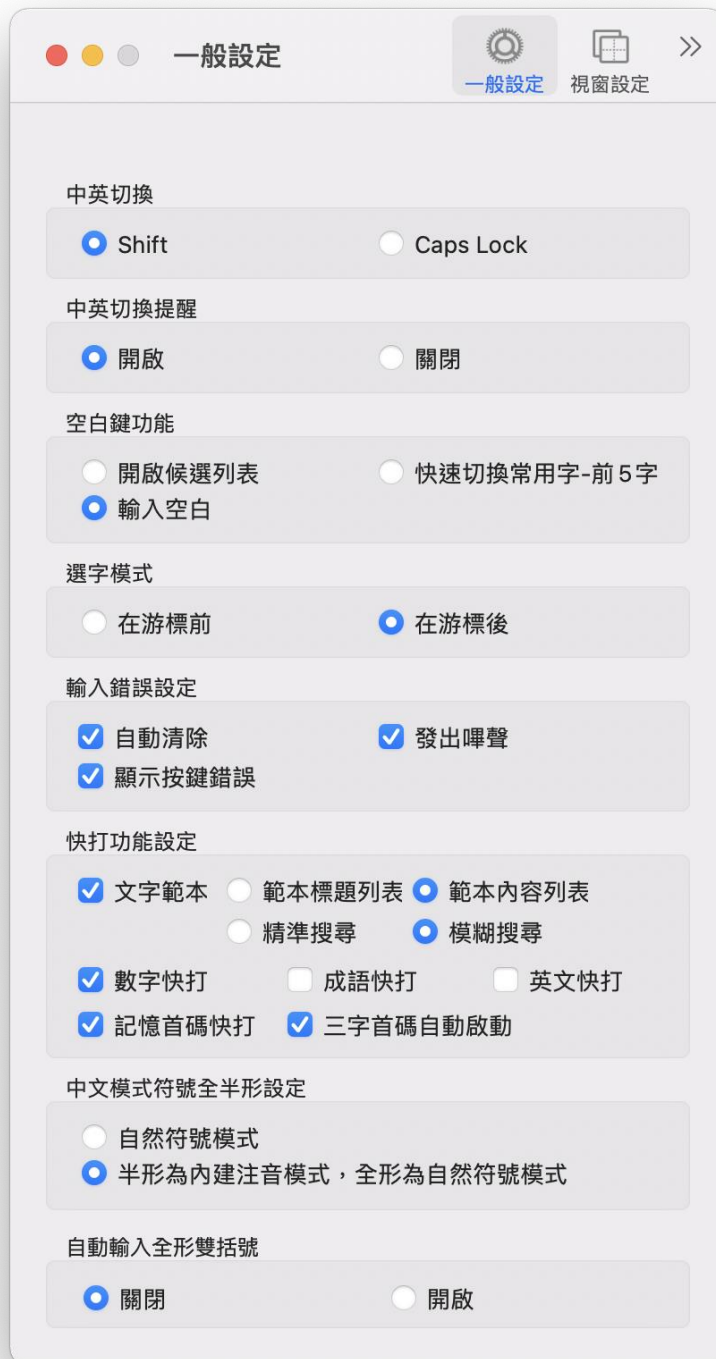 一般設定
一般設定 視窗設定
中英切換
Shift Caps Lock
中英切換提醒
開啟 關閉
空白鍵功能
開啟候選列表 快速切換常用字-前5字
輸入空白
選字模式
在游標前 在游標後
輸入錯誤設定
自動清除 發出嗶聲
顯示按鍵錯誤
快打功能設定
文字範本 範本標題列表 範本內容列表
精準搜尋 模糊搜尋
數字快打 成語快打 英文快打
記憶首碼快打 三字首碼自動啟動
中文模式符號全半形設定
自然符號模式
半形為內建注音模式，全形為自然符號模式
自動輸入全形雙括號
關閉 開啟